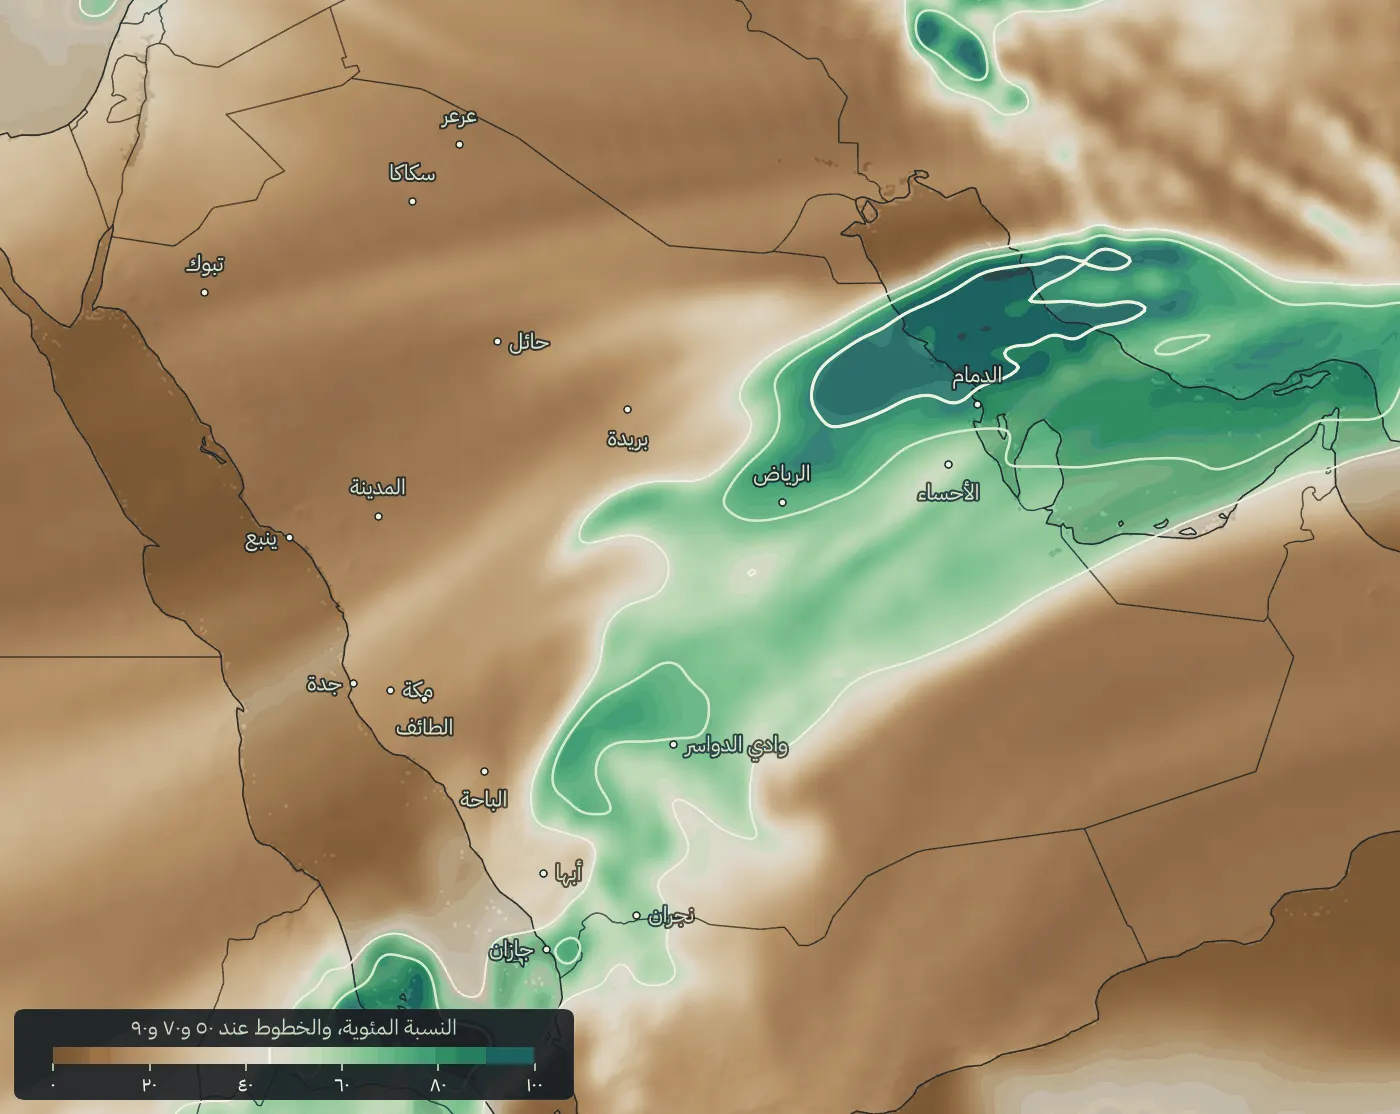 عرعر
سكاكا
تبوك
حائل
الدمام
بريدة
الرياض
المدينة
الأحساء
ينبع
جدة
مكة
الطائف
وادي الدواسر
الباحة
أبها
نجران
جازان
النسبة المئوية، والخطوط عند ٥٠ و٧٠ و٩٠
٠ ٢٠ ٤٠ ٦٠ ٨٠ ١٠٠